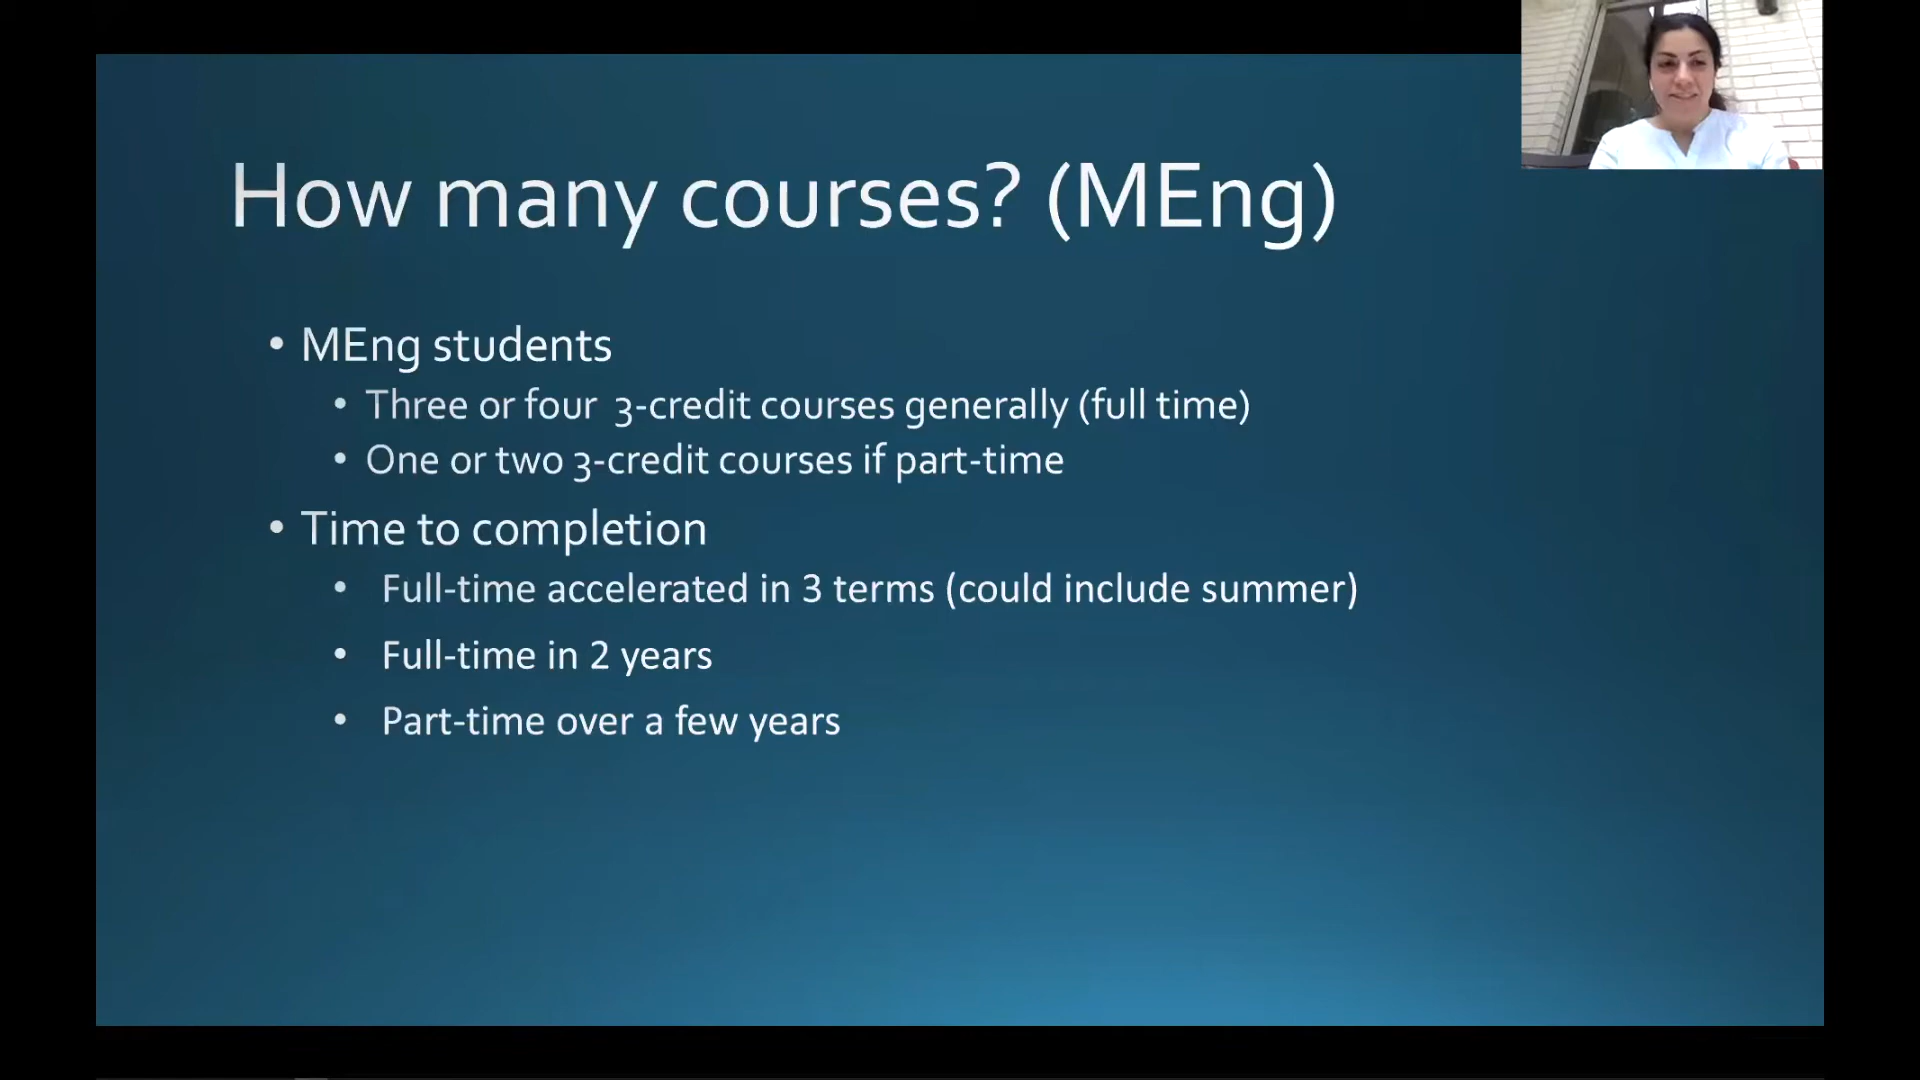 How many courses? (MEng)
• MEng students
• Three or four 3-credit courses generally (full time)
• One or two 3-credit courses if part-time
• Time to completion
• Full-time accelerated in 3 terms (could include summer)
• Full-time in 2 years
• Part-time over a few years